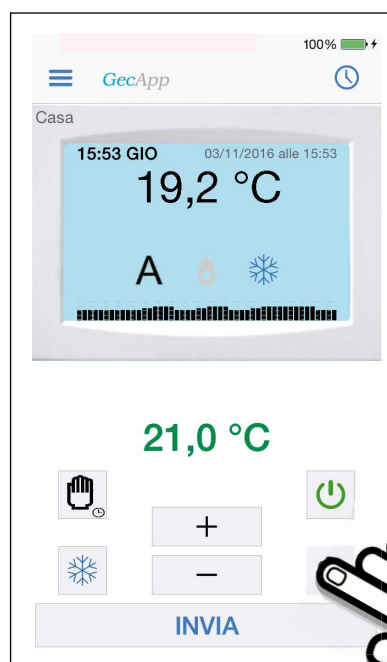 100%
GecApp
Casa
15:53 GIO 03/11/2016 alle 15:53
19,2 °C
A
21,0 °C
+
−
INVIA